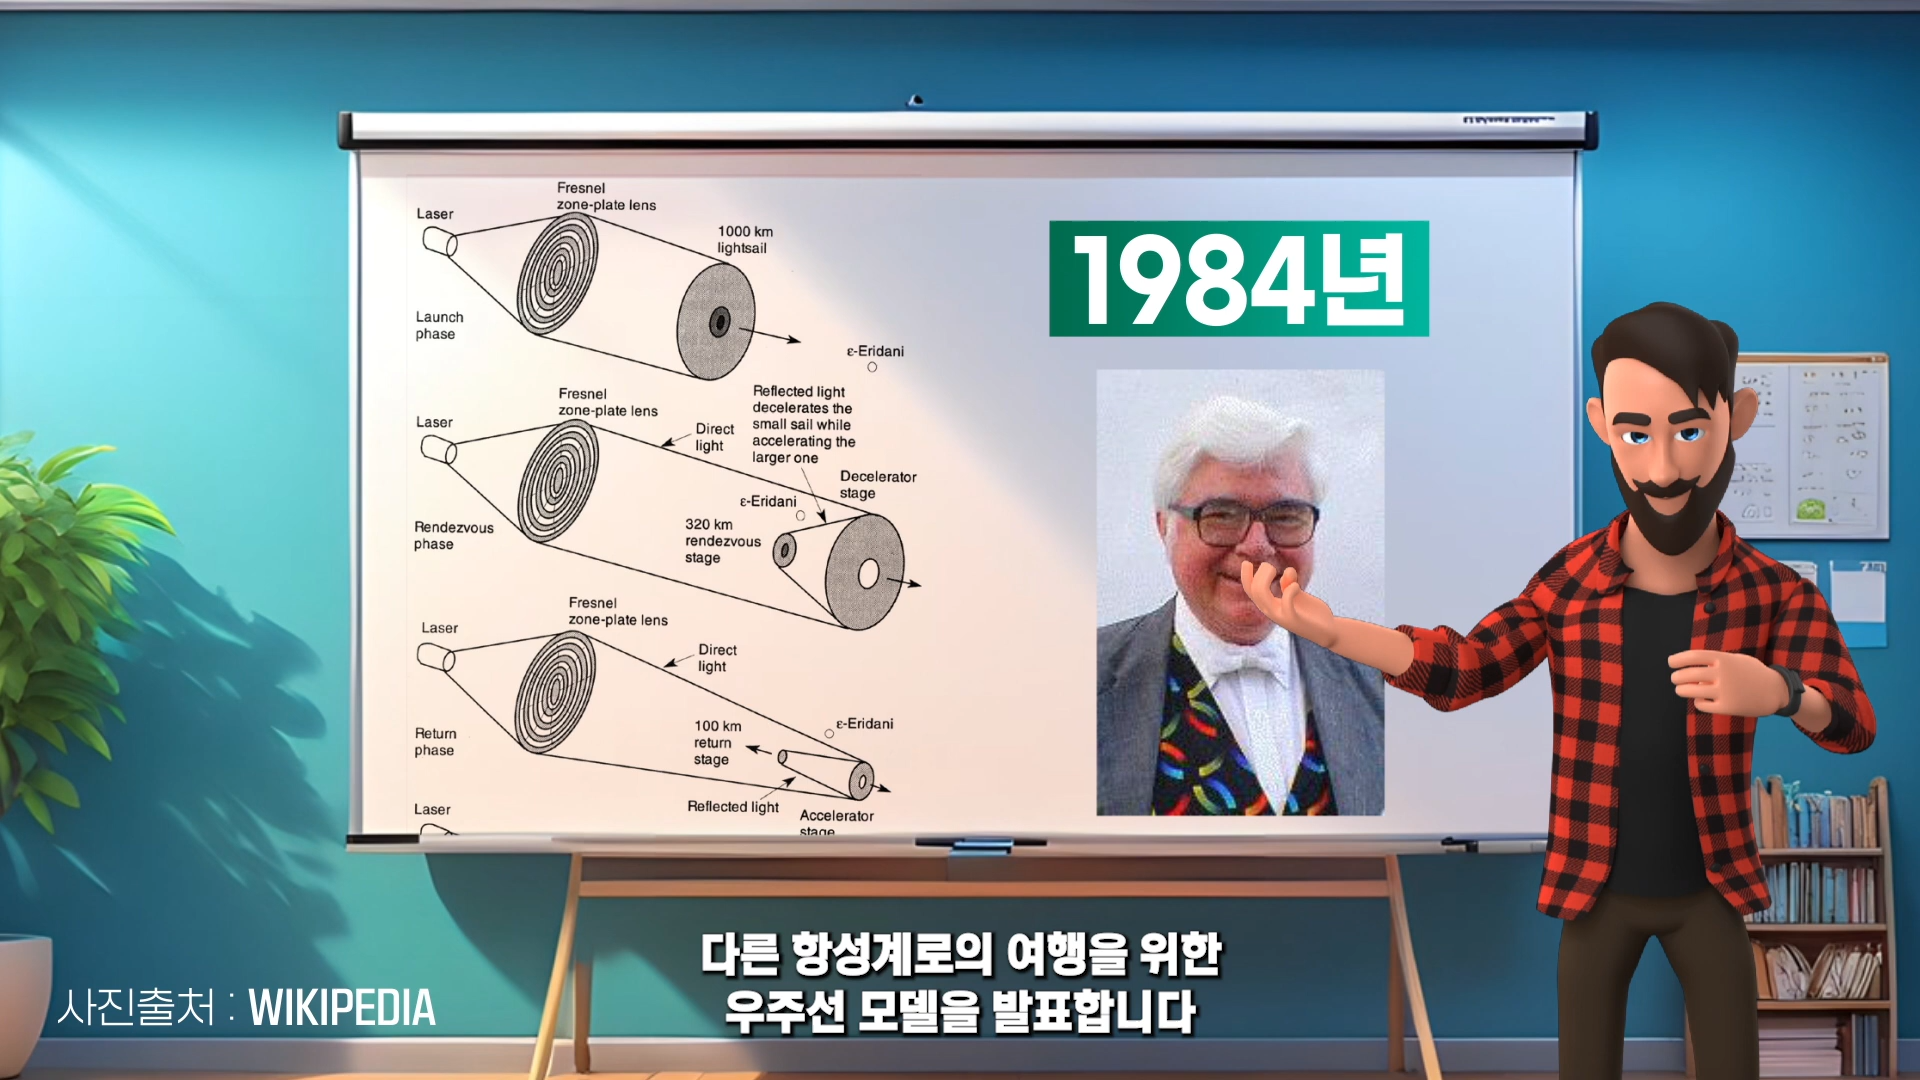 Fresnel
zone-plate lens
Laser
1000 km
lightsail
Launch
phase
ε-Eridani
1984년
Fresnel
zone-plate lens
Laser
Direct
light
Reflected light
decelerates the
small sail while
accelerating the
larger one
Decelerator
stage
ε-Eridani
320 km
rendezvous
stage
Rendezvous
phase
Fresnel
zone-plate lens
Laser
Direct
light
ε-Eridani
100 km
return
stage
Return
phase
Reflected light
Accelerator
stage
Laser
다른 항성계로의 여행을 위한
우주선 모델을 발표합니다
사진출처 : WIKIPEDIA